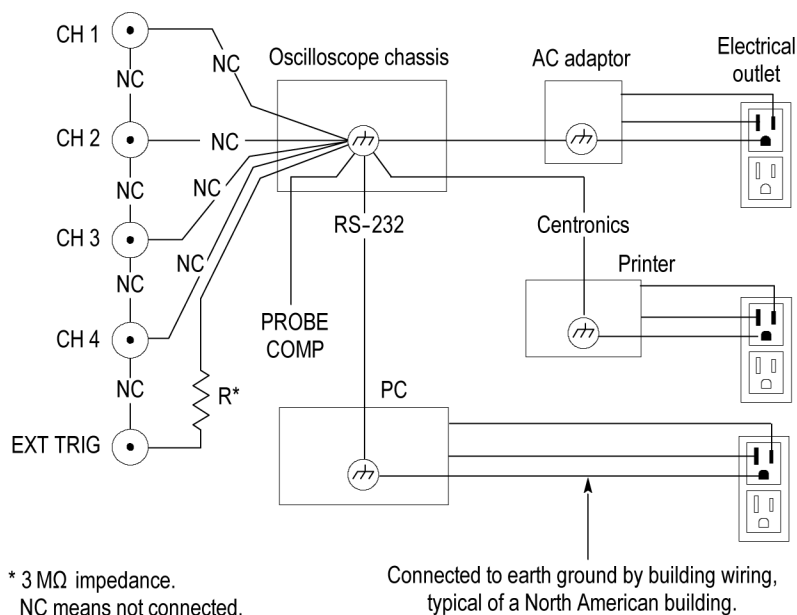 CH 1
NC
NC
Oscilloscope chassis
AC adaptor
Electrical
outlet
CH 2
NC
NC
NC
CH 3
NC
NC
CH 4
NC
EXT TRIG
R*
PROBE
COMP
RS-232
Centronics
Printer
PC
* 3 MΩ impedance.
NC means not connected.
Connected to earth ground by building wiring,
typical of a North American building.